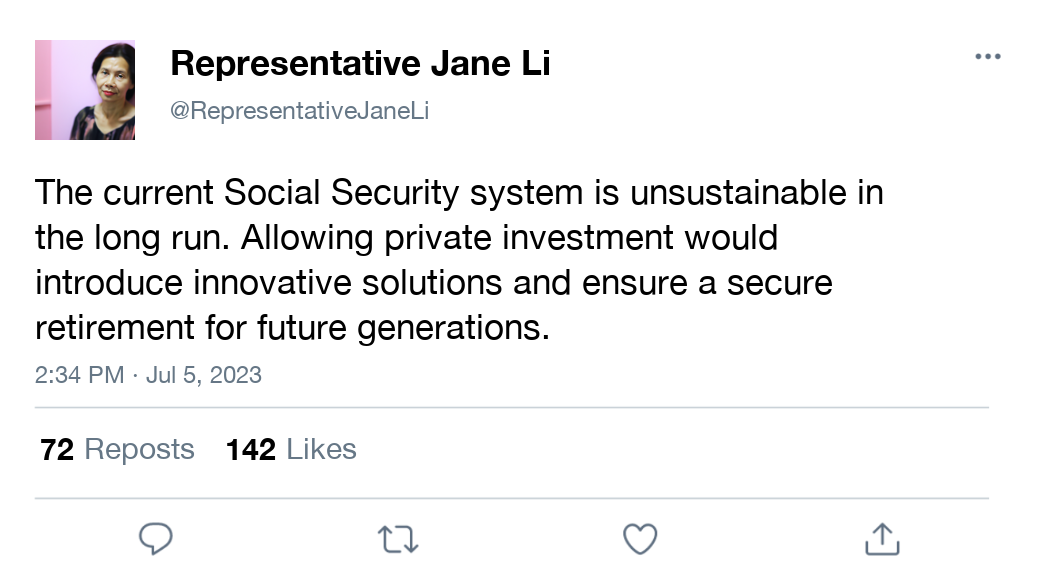 Representative Jane Li
@RepresentativeJaneLi
The current Social Security system is unsustainable in
the long run. Allowing private investment would
introduce innovative solutions and ensure a secure
retirement for future generations.
2:34 PM · Jul 5, 2023
72 Reposts 142 Likes